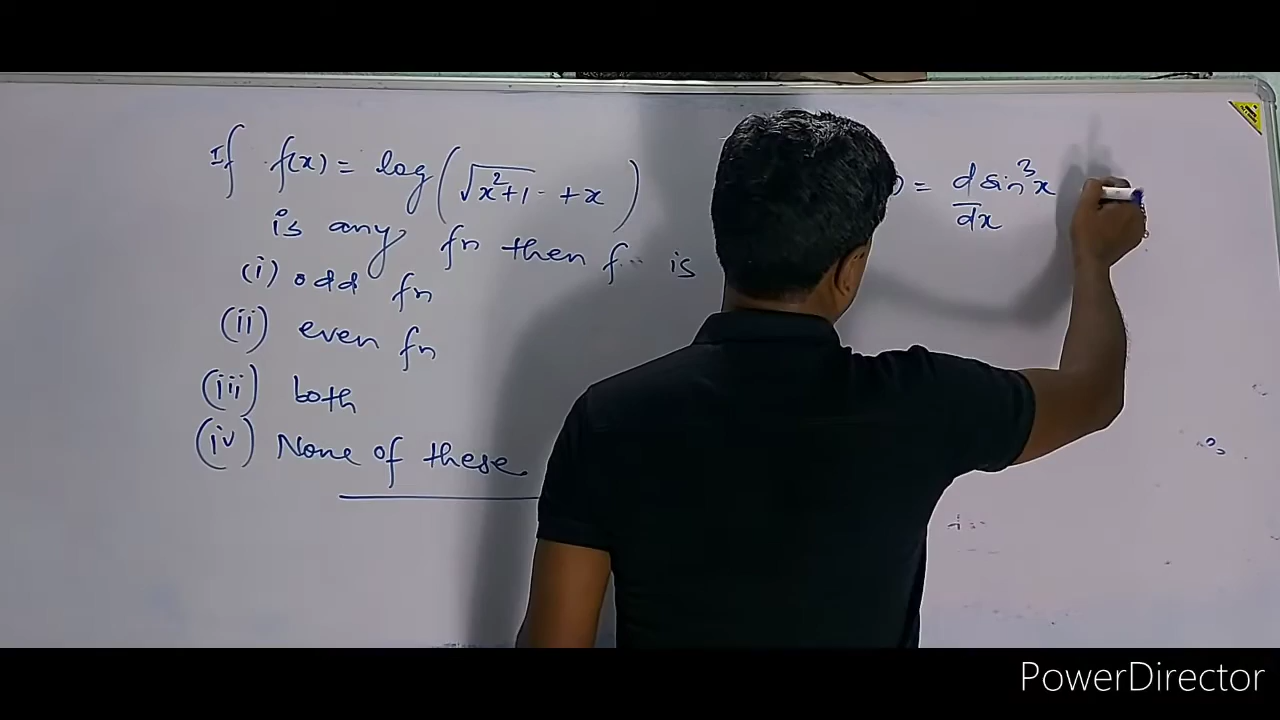 If f(x) = log(√x²+1 + x)
is any fn then f is
(i) odd fn
(ii) even fn
(iii) both
(iv) None of these
) = d sin³x
dx
PowerDirector